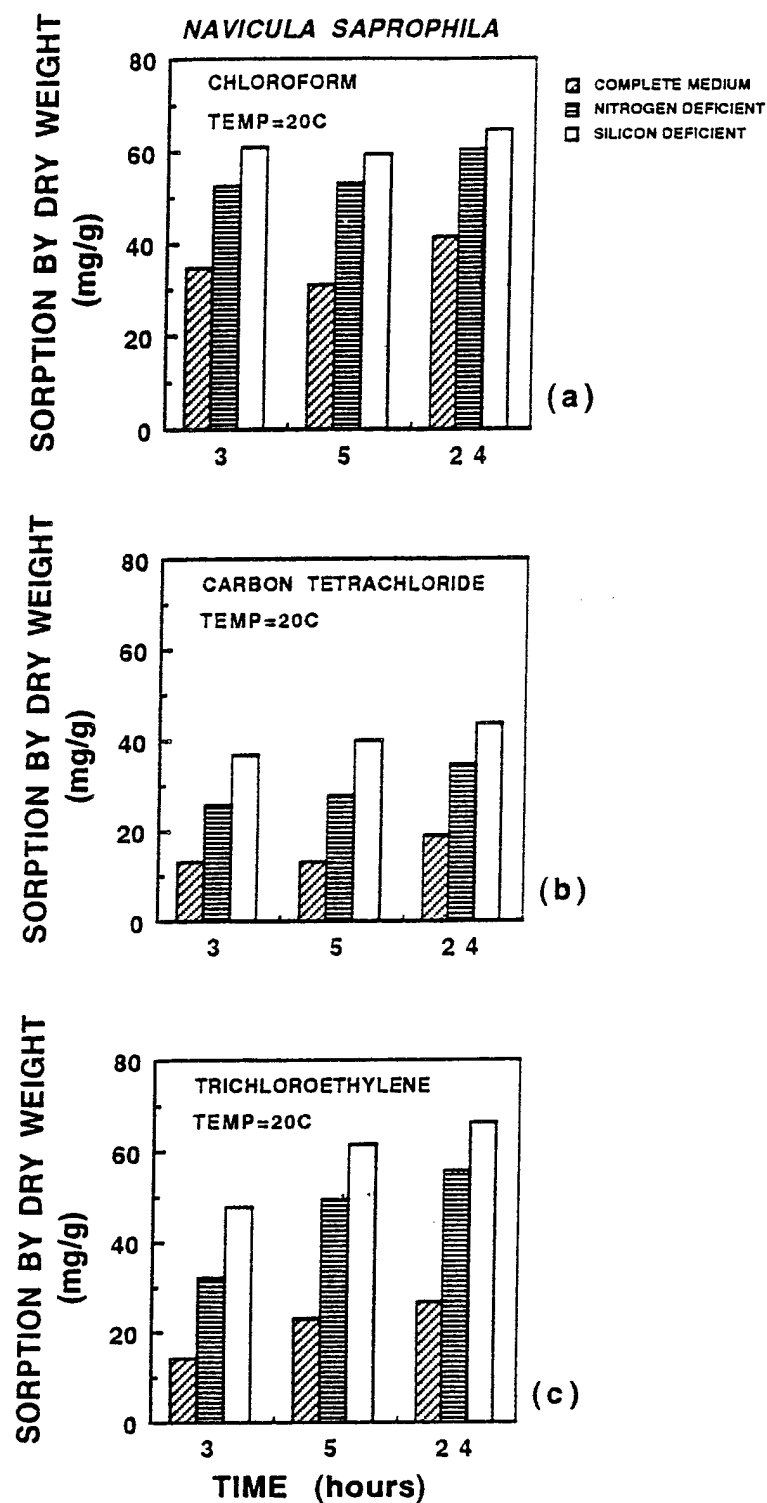 NAVICULA SAPROPHILA
SORPTION BY DRY WEIGHT
(mg/g)
80
60
40
20
0
CHLOROFORM
TEMP=20C
COMPLETE MEDIUM
NITROGEN DEFICIENT
SILICON DEFICIENT
3
5
2 4
(a)
SORPTION BY DRY WEIGHT
(mg/g)
80
60
40
20
0
CARBON TETRACHLORIDE
TEMP=20C
3
5
2 4
(b)
SORPTION BY DRY WEIGHT
(mg/g)
80
60
40
20
0
TRICHLOROETHYLENE
TEMP=20C
3
5
2 4
(c)
TIME (hours)